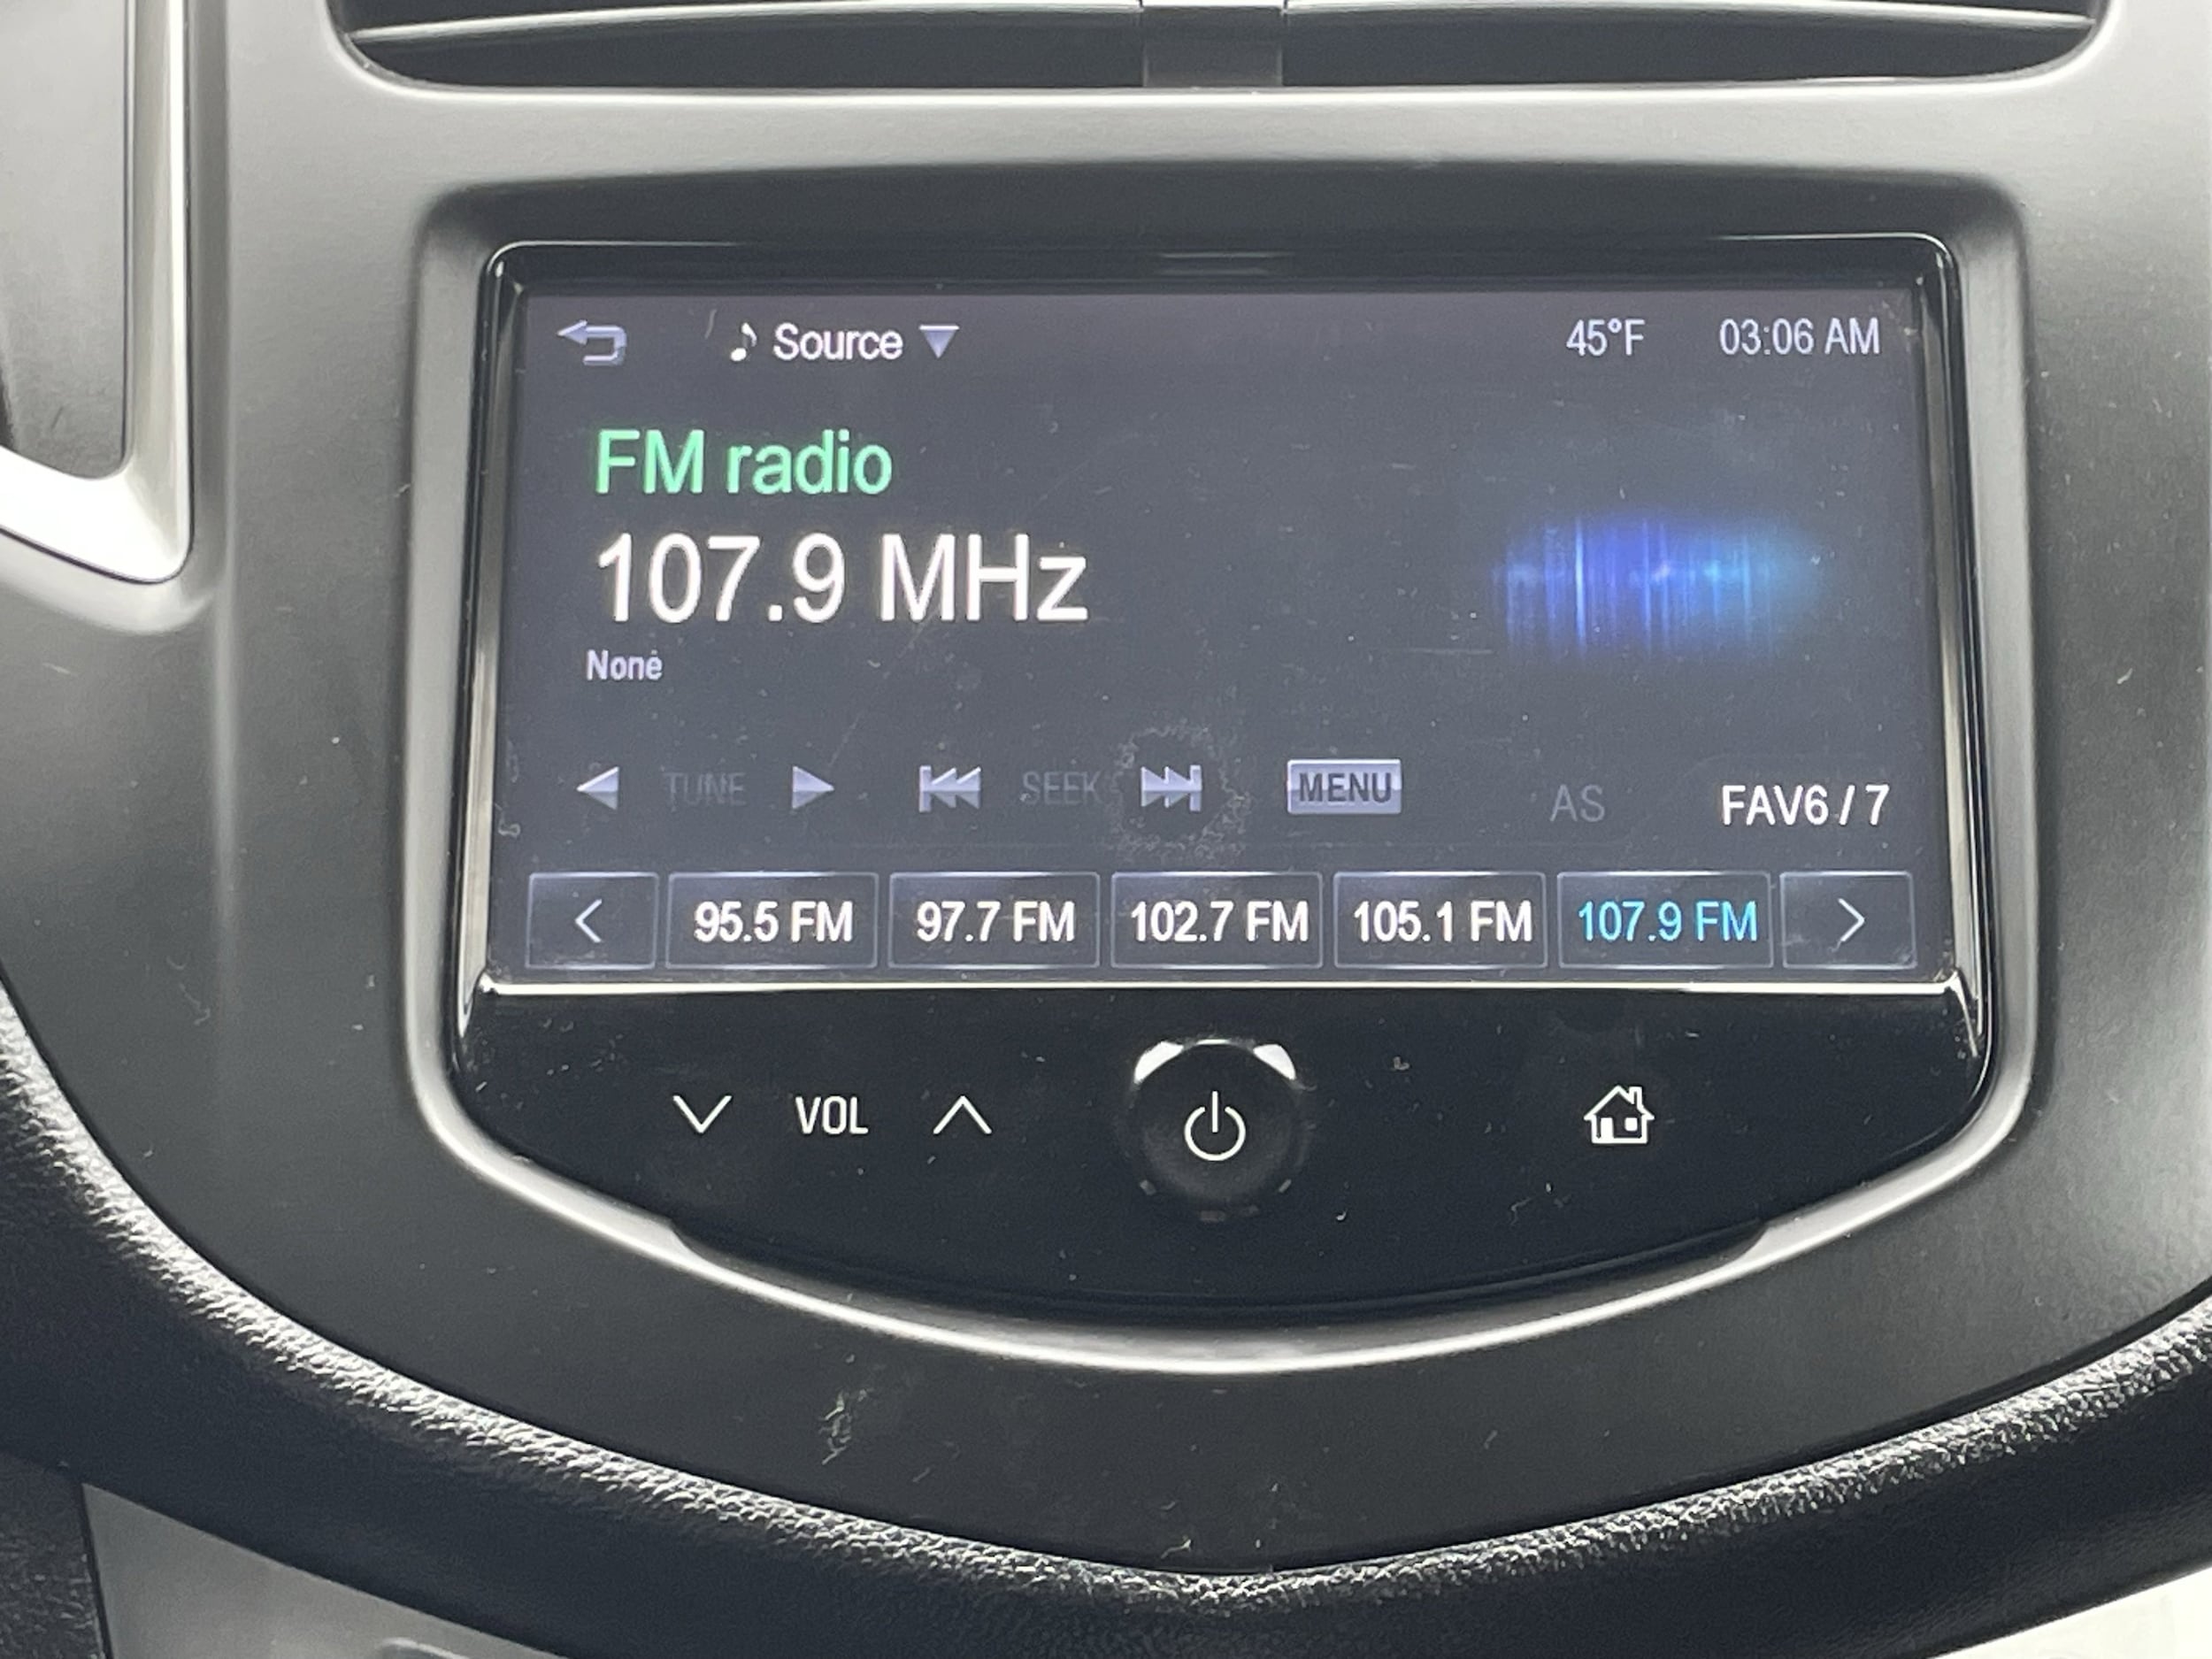 Source 45°F 03:06 AM
FM radio
107.9 MHz
None
TUNE SEEK MENU AS FAV6 / 7
95.5 FM 97.7 FM 102.7 FM 105.1 FM 107.9 FM
VOL